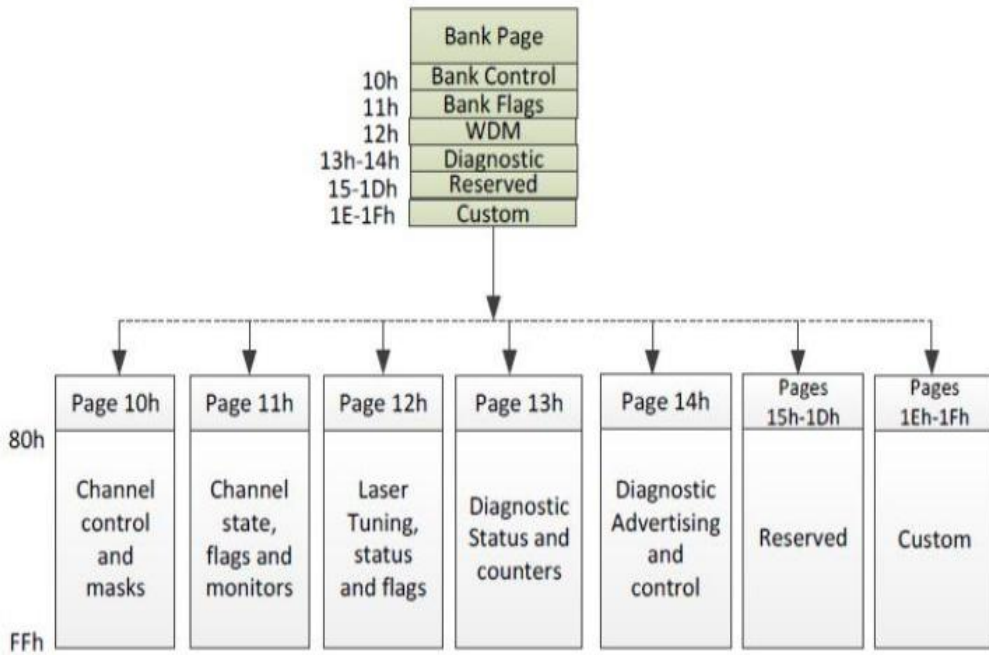 Bank Page
10h Bank Control
11h Bank Flags
12h WDM
13h-14h Diagnostic
15-1Dh Reserved
1E-1Fh Custom
Page 10h
Page 11h
Page 12h
Page 13h
Page 14h
Pages
15h-1Dh
Pages
1Eh-1Fh
80h
Channel
control
and
masks
Channel
state,
flags and
monitors
Laser
Tuning,
status
and flags
Diagnostic
Status and
counters
Diagnostic
Advertising
and
control
Reserved
Custom
FFh